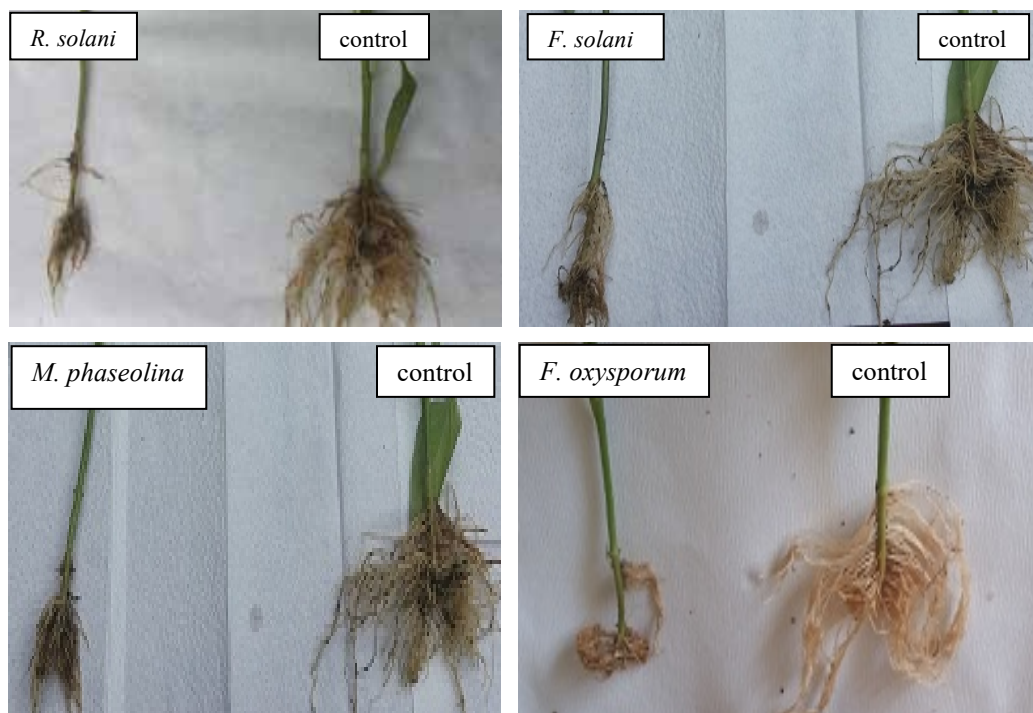 R. solani
control
F. solani
control
M. phaseolina
control
F. oxysporum
control